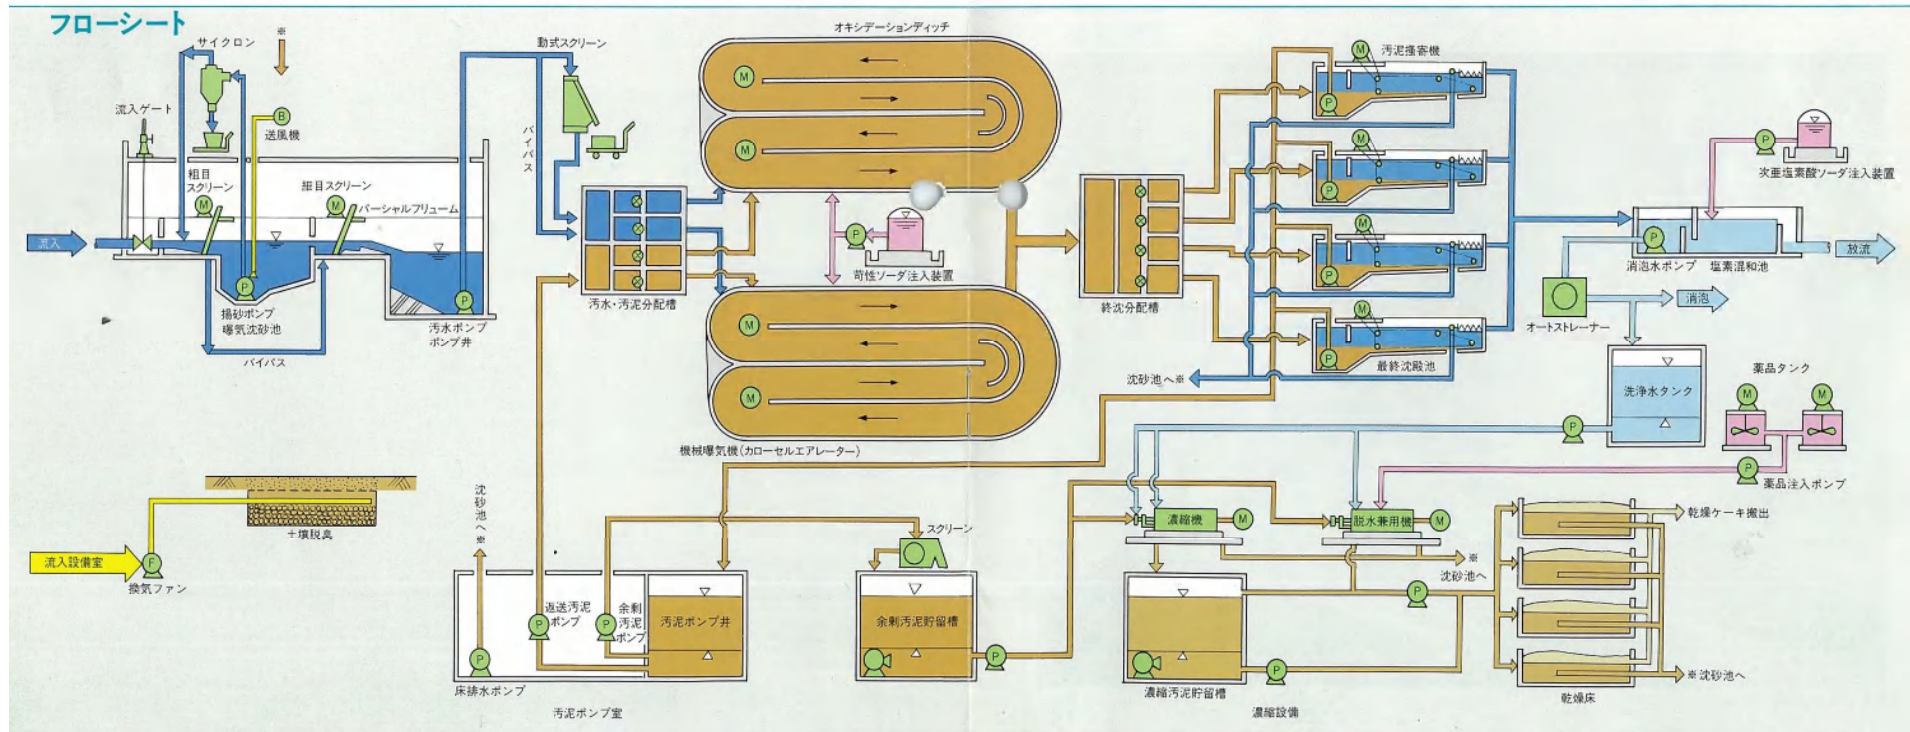 フローシート
サイクロン
※
流入ゲート
B
送風機
粗目
スクリーン
M
細目スクリーン
M
パーシャルフリューム
流入
P
揚砂ポンプ
曝気沈砂池
バイパス
P
汚水ポンプ
ポンプ井
動式スクリーン
バイパス
汚水・汚泥分配槽
オキシデーションディッチ
M
M
P
苛性ソーダ注入装置
M
M
機械曝気機(カローセルエアレーター)
終沈分配槽
M
汚泥掻寄機
P
M
P
M
P
M
P
最終沈殿池
沈砂池へ※
P
次亜塩素酸ソーダ注入装置
P
消泡水ポンプ
塩素混和池
放流
消泡
オートストレーナー
洗浄水タンク
P
薬品タンク
M
M
P
薬品注入ポンプ
土壌脱臭
流入設備室
F
換気ファン
沈砂池へ※
P
床排水ポンプ
返送汚泥
ポンプ
P
余剰
汚泥
ポンプ
P
汚泥ポンプ井
汚泥ポンプ室
スクリーン
余剰汚泥貯留槽
P
濃縮機
M
脱水兼用機
M
※
沈砂池へ
P
P
濃縮汚泥貯留槽
濃縮設備
乾燥ケーキ搬出
※沈砂池へ
乾燥床